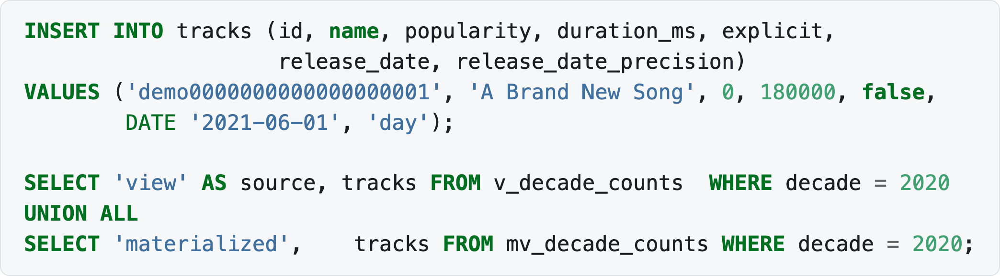 INSERT INTO tracks (id, name, popularity, duration_ms, explicit,
                    release_date, release_date_precision)
VALUES ('demo0000000000000000001', 'A Brand New Song', 0, 180000, false,
        DATE '2021-06-01', 'day');

SELECT 'view' AS source, tracks FROM v_decade_counts  WHERE decade = 2020
UNION ALL
SELECT 'materialized',    tracks FROM mv_decade_counts WHERE decade = 2020;